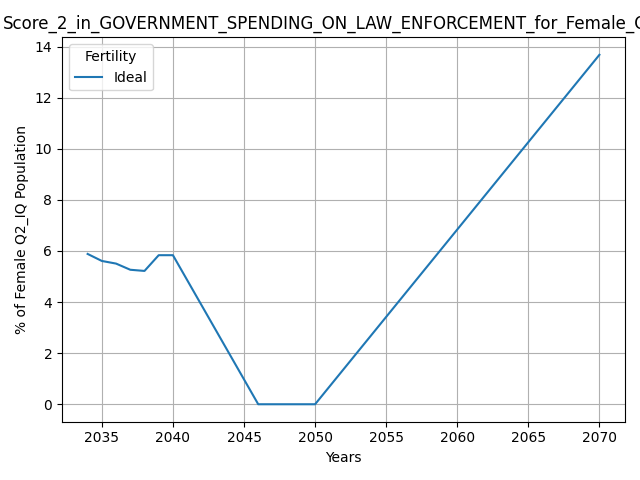 Score_2_in_GOVERNMENT_SPENDING_ON_LAW_ENFORCEMENT_for_Female_
Fertility
Ideal
14
12
10
8
6
4
2
0
% of Female Q2_IQ Population
2035 2040 2045 2050 2055 2060 2065 2070
Years